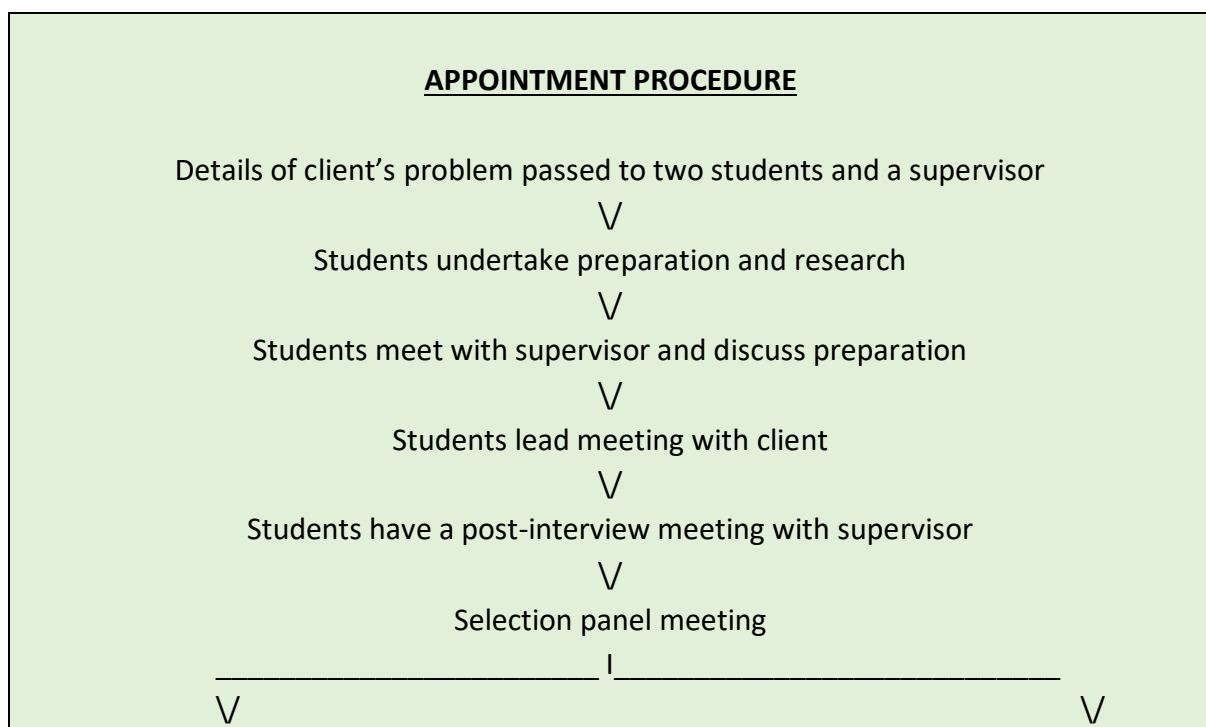 APPOINTMENT PROCEDURE
Details of client’s problem passed to two students and a supervisor
\/
Students undertake preparation and research
\/
Students meet with supervisor and discuss preparation
\/
Students lead meeting with client
\/
Students have a post-interview meeting with supervisor
\/
Selection panel meeting
________________________ I____________________________
\/ \/